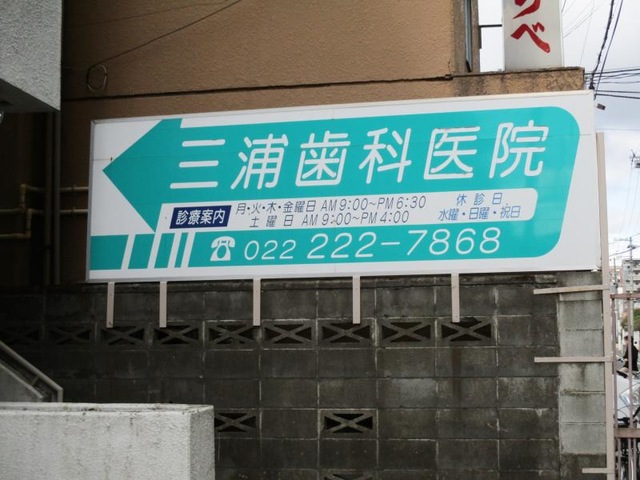 りべ
三浦歯科医院
診療案内
月・火・木・金曜日 AM9:00〜PM6:30
土曜日 AM9:00〜PM4:00
休診日
水曜・日曜・祝日
022 222-7868